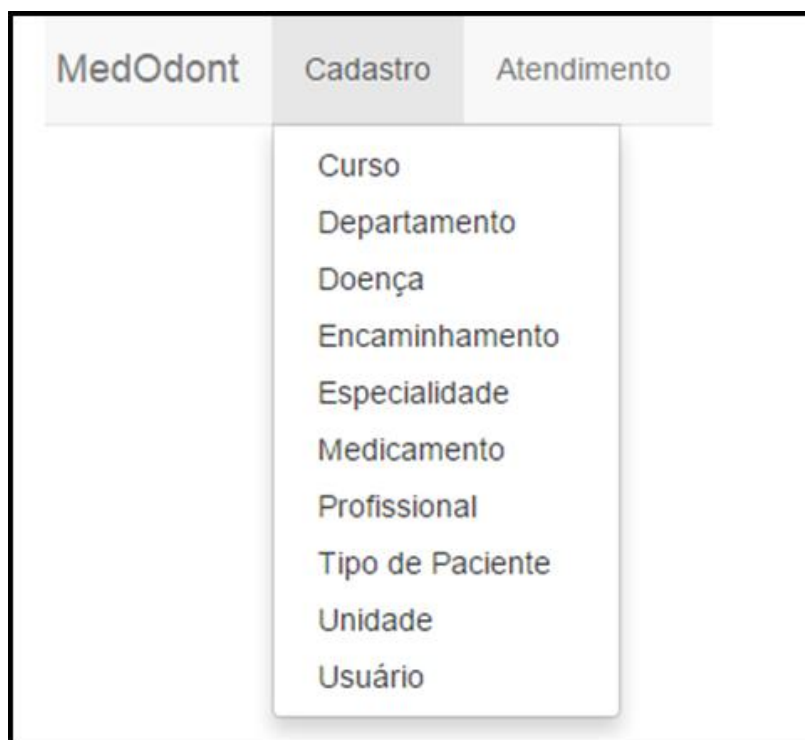 MedOdont Cadastro Atendimento
Curso
Departamento
Doença
Encaminhamento
Especialidade
Medicamento
Profissional
Tipo de Paciente
Unidade
Usuário